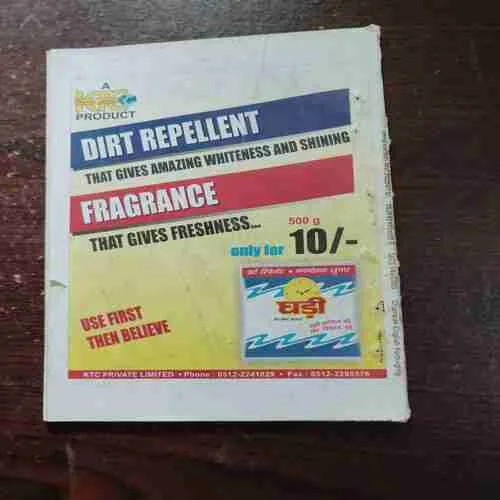 A
PRODUCT
DIRT REPELLENT
THAT GIVES AMAZING WHITENESS AND SHINING
FRAGRANCE
THAT GIVES FRESHNESS...
500 g
only for 10/-
घड़ी
USE FIRST
THEN BELIEVE
KTC PRIVATE LIMITED • Phone : 0512-2241029 • Fax : 0512-2295576